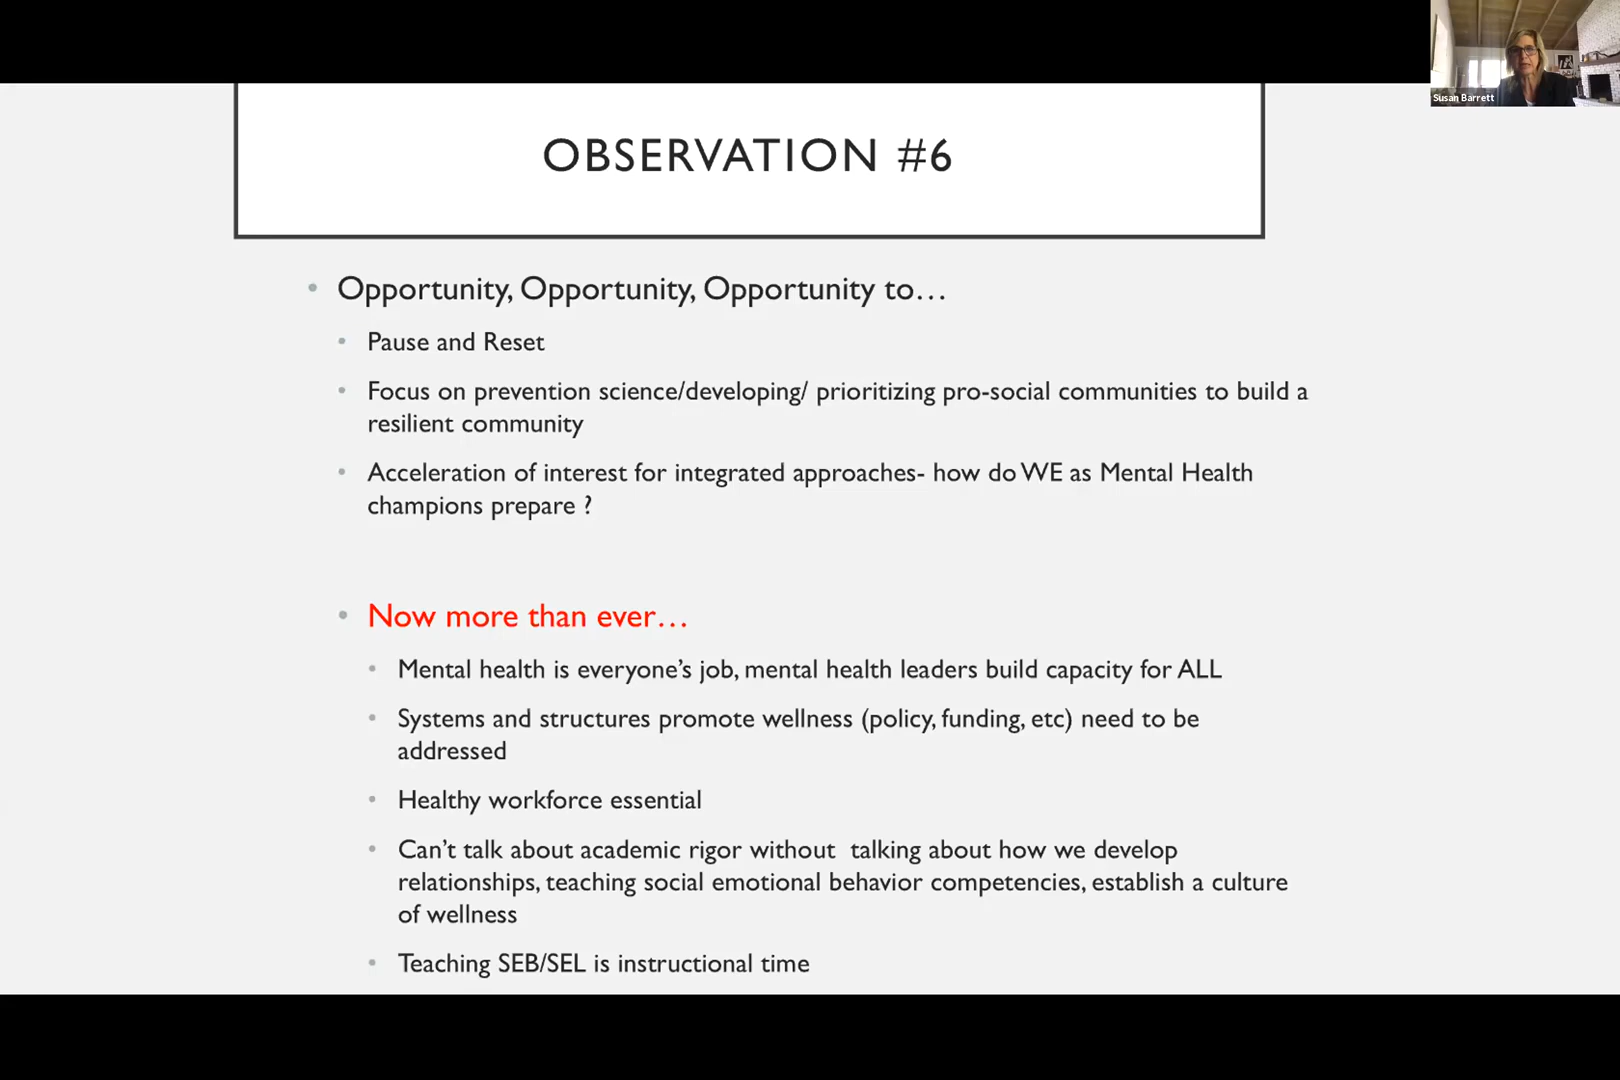 Susan Barrett
OBSERVATION #6
Opportunity, Opportunity, Opportunity to…
Pause and Reset
Focus on prevention science/developing/ prioritizing pro-social communities to build a
resilient community
Acceleration of interest for integrated approaches- how do WE as Mental Health
champions prepare ?
Now more than ever…
Mental health is everyone’s job, mental health leaders build capacity for ALL
Systems and structures promote wellness (policy, funding, etc) need to be
addressed
Healthy workforce essential
Can’t talk about academic rigor without  talking about how we develop
relationships, teaching social emotional behavior competencies, establish a culture
of wellness
Teaching SEB/SEL is instructional time